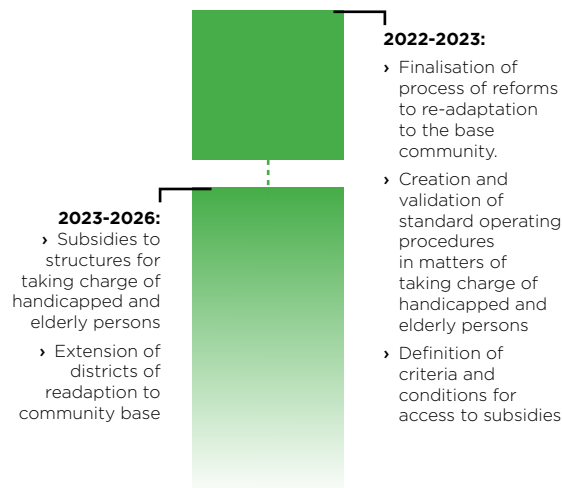 2022-2023:
› Finalisation of
process of reforms
to re-adaptation
to the base
community.
› Creation and
validation of
standard operating
procedures
in matters of
taking charge of
handicapped and
elderly persons
› Definition of
criteria and
conditions for
access to subsidies
2023-2026:
› Subsidies to
structures for
taking charge of
handicapped and
elderly persons
› Extension of
districts of
readaption to
community base